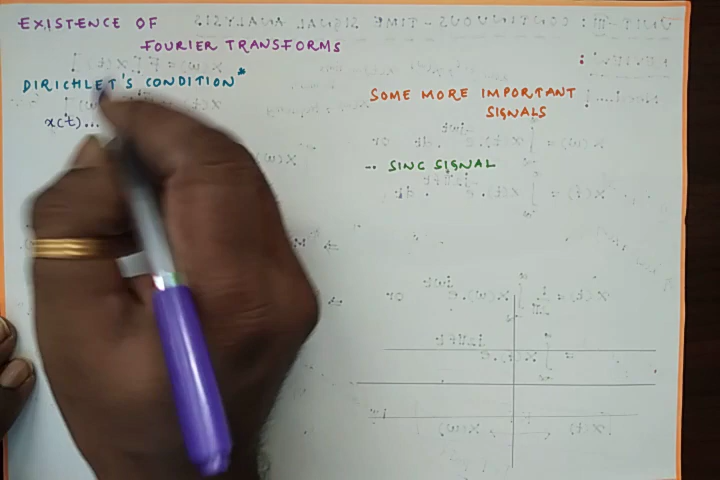 EXISTENCE OF
FOURIER TRANSFORMS
DIRICHLET'S CONDITION*
x(t)...
SOME MORE IMPORTANT
SIGNALS
-. SINC SIGNAL